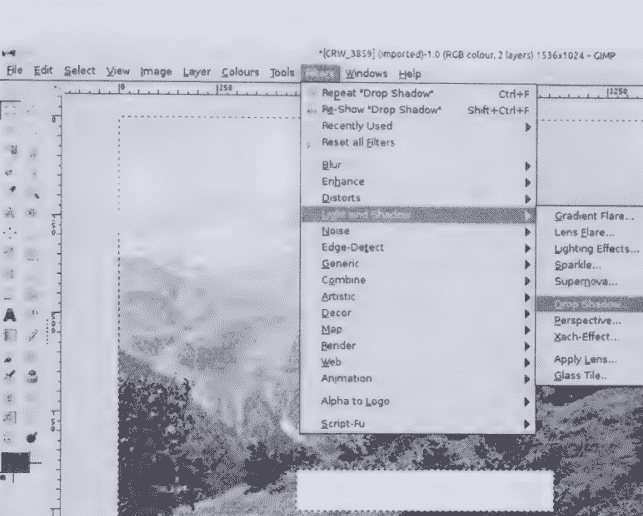 *[CRW_3859] (imported)-1.0 (RGB colour, 2 layers) 1536x1024 – GIMP
File Edit Select View Image Layer Colours Tools Windows Help
0 250 1250
Repeat "Drop Shadow" Ctrl+F
Re-Show "Drop Shadow" Shift+Ctrl+F
Recently Used
Reset all Filters
Blur
Enhance
Distorts
Light and Shadow
Noise
Edge-Detect
Generic
Combine
Artistic
Decor
Map
Render
Web
Animation
Alpha to Logo
Script-Fu
Gradient Flare...
Lens Flare...
Lighting Effects...
Sparkle...
Supernova...
Drop Shadow...
Perspective...
Xach-Effect...
Apply Lens...
Glass Tile...